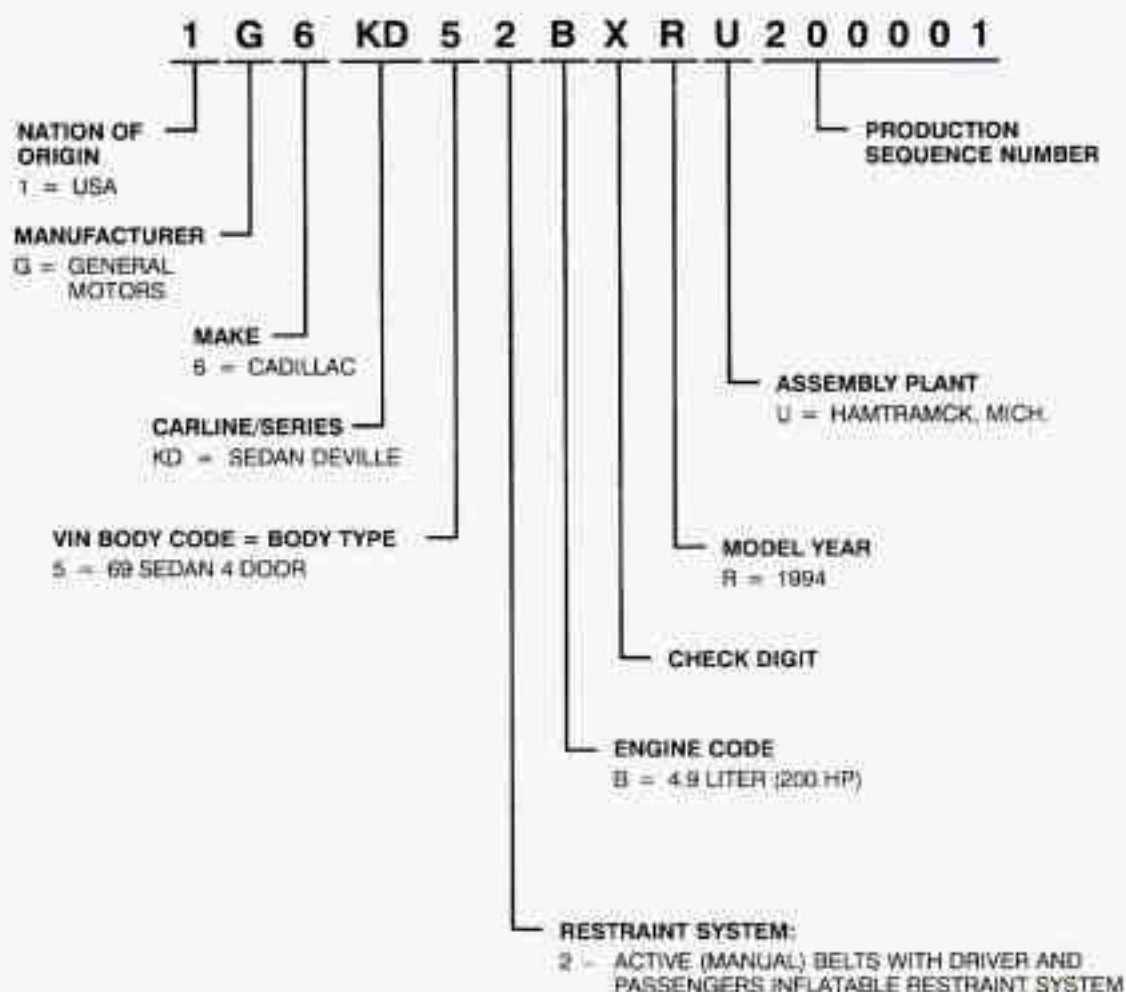 1 G 6 KD 5 2 B X R U 2 0 0 0 0 1
NATION OF
ORIGIN
1 = USA
PRODUCTION
SEQUENCE NUMBER
MANUFACTURER
G = GENERAL
MOTORS
MAKE
6 = CADILLAC
ASSEMBLY PLANT
U = HAMTRAMCK, MICH.
CARLINE/SERIES
KD = SEDAN DEVILLE
VIN BODY CODE = BODY TYPE
5 = 69 SEDAN 4 DOOR
MODEL YEAR
R = 1994
CHECK DIGIT
ENGINE CODE
B = 4.9 LITER (200 HP)
RESTRAINT SYSTEM:
2 - ACTIVE (MANUAL) BELTS WITH DRIVER AND
PASSENGERS INFLATABLE RESTRAINT SYSTEM